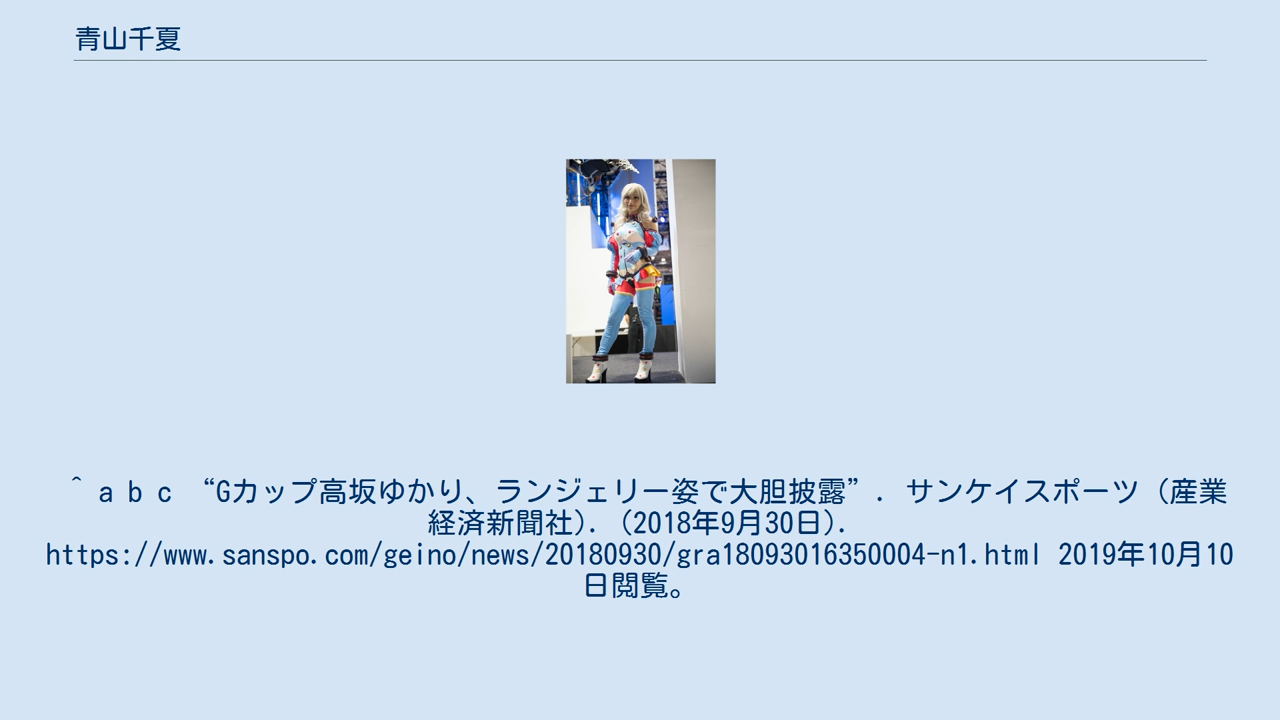 青山千夏
^ a b c “Gカップ高坂ゆかり、ランジェリー姿で大胆披露”. サンケイスポーツ (産業
経済新聞社). (2018年9月30日).
https://www.sanspo.com/geino/news/20180930/gra18093016350004-n1.html 2019年10月10
日閲覧。